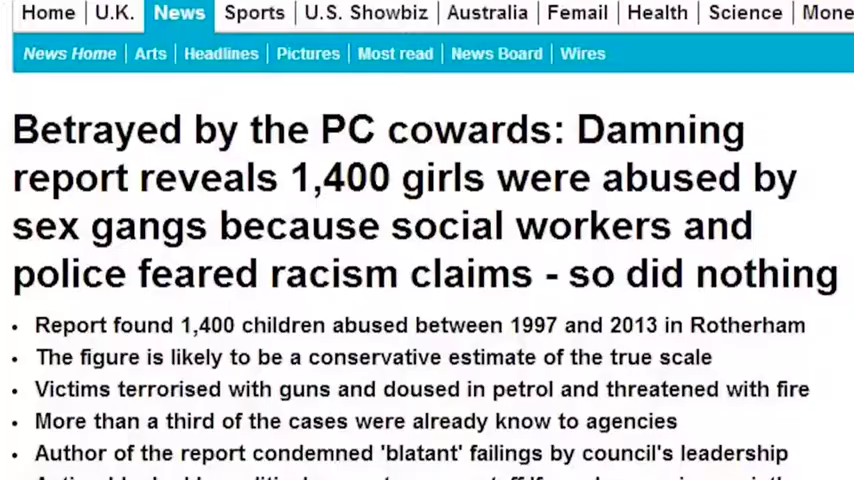 Home U.K. News Sports U.S. Showbiz Australia Femail Health Science
News Home Arts Headlines Pictures Most read News Board Wires
Betrayed by the PC cowards: Damning
report reveals 1,400 girls were abused by
sex gangs because social workers and
police feared racism claims - so did nothing
• Report found 1,400 children abused between 1997 and 2013 in Rotherham
• The figure is likely to be a conservative estimate of the true scale
• Victims terrorised with guns and doused in petrol and threatened with fire
• More than a third of the cases were already know to agencies
• Author of the report condemned 'blatant' failings by council's leadership